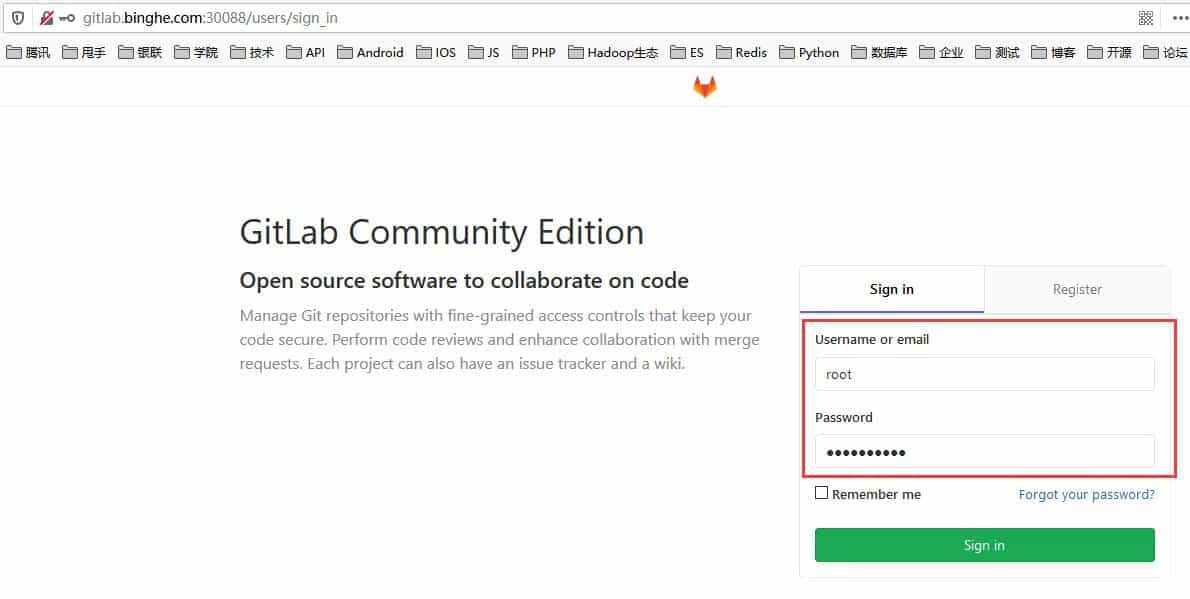 gitlab.binghe.com:30088/users/sign_in
腾讯 甩手 银联 学院 技术 API Android IOS JS PHP Hadoop生态 ES Redis Python 数据库 企业 测试 博客 开源 论坛
GitLab Community Edition
Open source software to collaborate on code
Manage Git repositories with fine-grained access controls that keep your
code secure. Perform code reviews and enhance collaboration with merge
requests. Each project can also have an issue tracker and a wiki.
Sign in Register
Username or email
root
Password
●●●●●●●●●●
Remember me Forgot your password?
Sign in